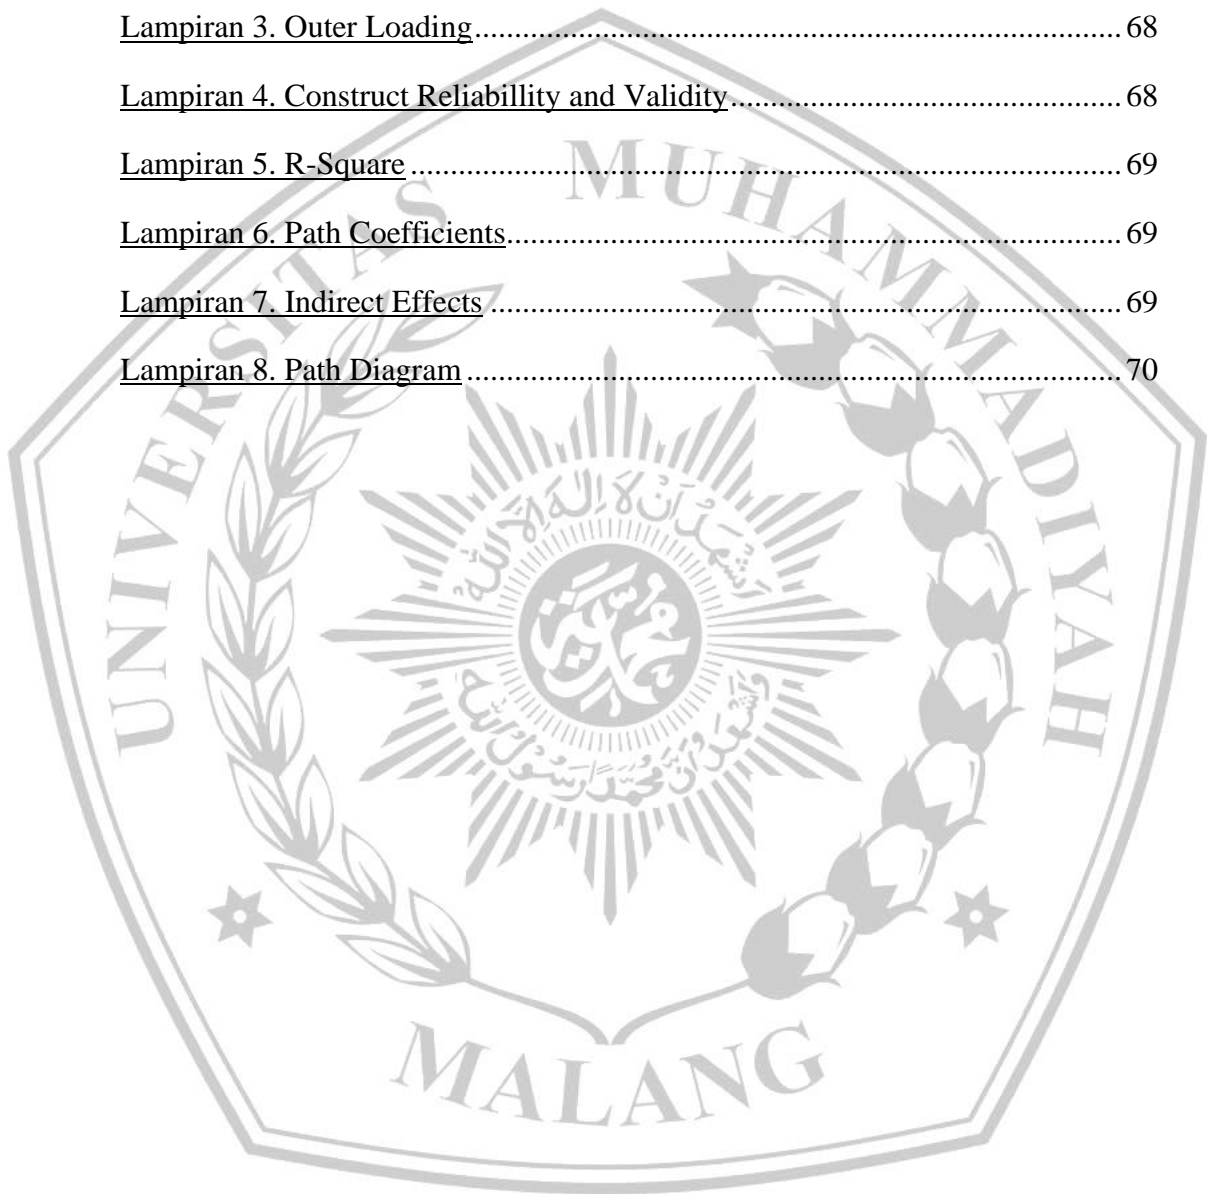 Lampiran 3. Outer Loading.......................................................................... 68
Lampiran 4. Construct Reliabillity and Validity............................................. 68
Lampiran 5. R-Square .................................................................................. 69
Lampiran 6. Path Coefficients....................................................................... 69
Lampiran 7. Indirect Effects ......................................................................... 69
Lampiran 8. Path Diagram ............................................................................ 70
UNIVERSITAS MUHAMMADIYAH
MALANG